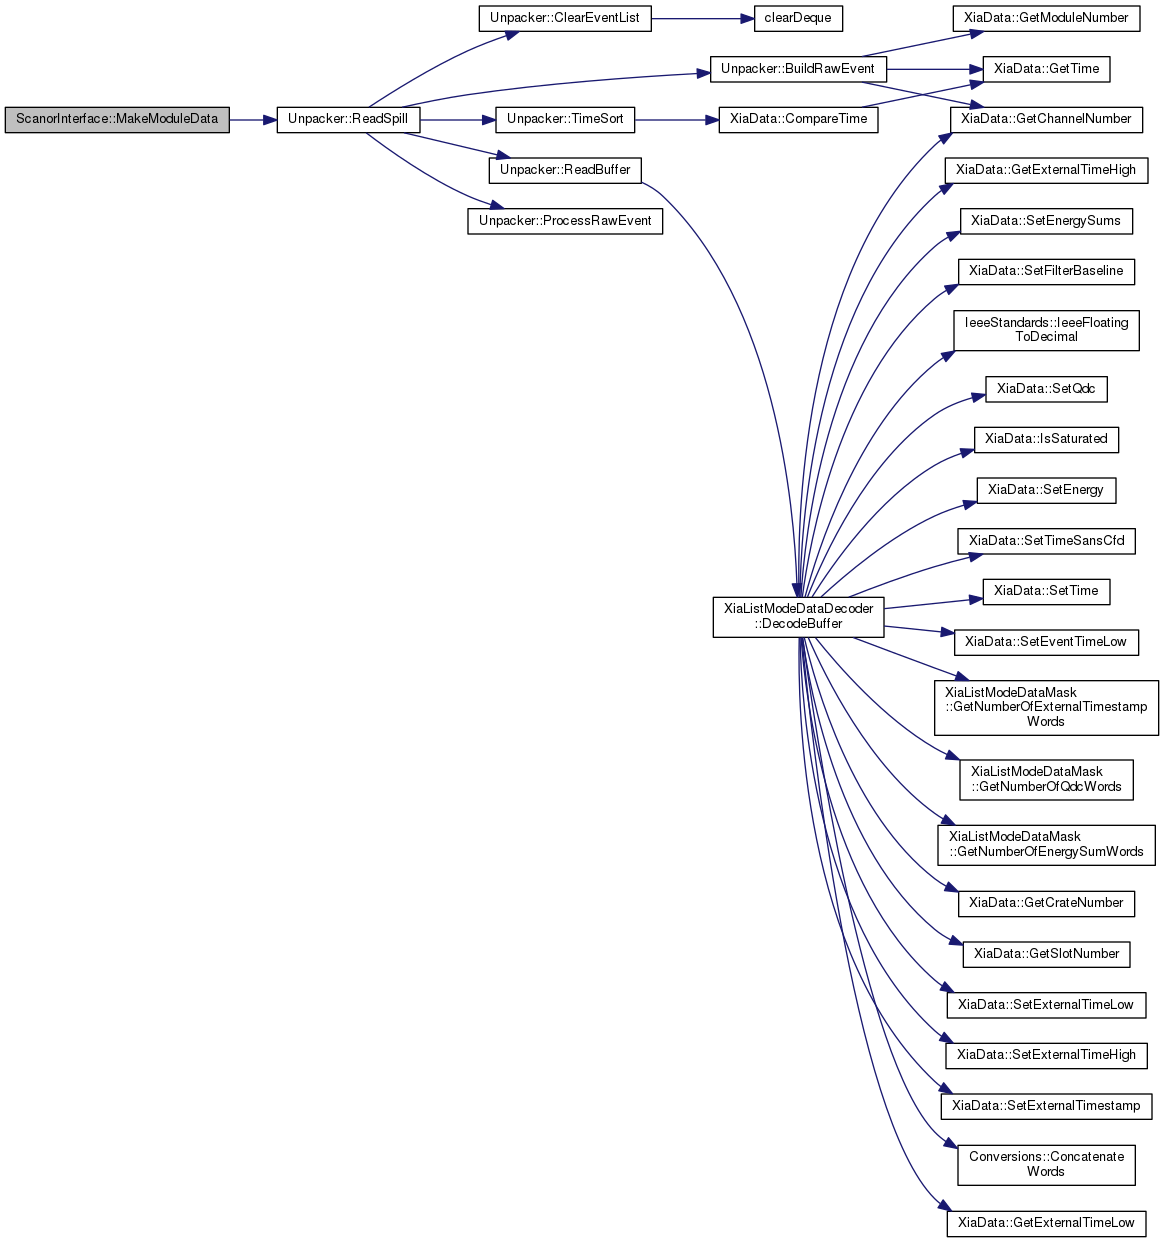 ScanorInterface::MakeModuleData
Unpacker::ReadSpill
Unpacker::ClearEventList
clearDeque
Unpacker::BuildRawEvent
Unpacker::TimeSort
XiaData::CompareTime
Unpacker::ReadBuffer
Unpacker::ProcessRawEvent
XiaListModeDataDecoder
::DecodeBuffer
XiaData::GetModuleNumber
XiaData::GetTime
XiaData::GetChannelNumber
XiaData::GetExternalTimeHigh
XiaData::SetEnergySums
XiaData::SetFilterBaseline
IeeeStandards::IeeeFloating
ToDecimal
XiaData::SetQdc
XiaData::IsSaturated
XiaData::SetEnergy
XiaData::SetTimeSansCfd
XiaData::SetTime
XiaData::SetEventTimeLow
XiaListModeDataMask
::GetNumberOfExternalTimestamp
Words
XiaListModeDataMask
::GetNumberOfQdcWords
XiaListModeDataMask
::GetNumberOfEnergySumWords
XiaData::GetCrateNumber
XiaData::GetSlotNumber
XiaData::SetExternalTimeLow
XiaData::SetExternalTimeHigh
XiaData::SetExternalTimestamp
Conversions::Concatenate
Words
XiaData::GetExternalTimeLow